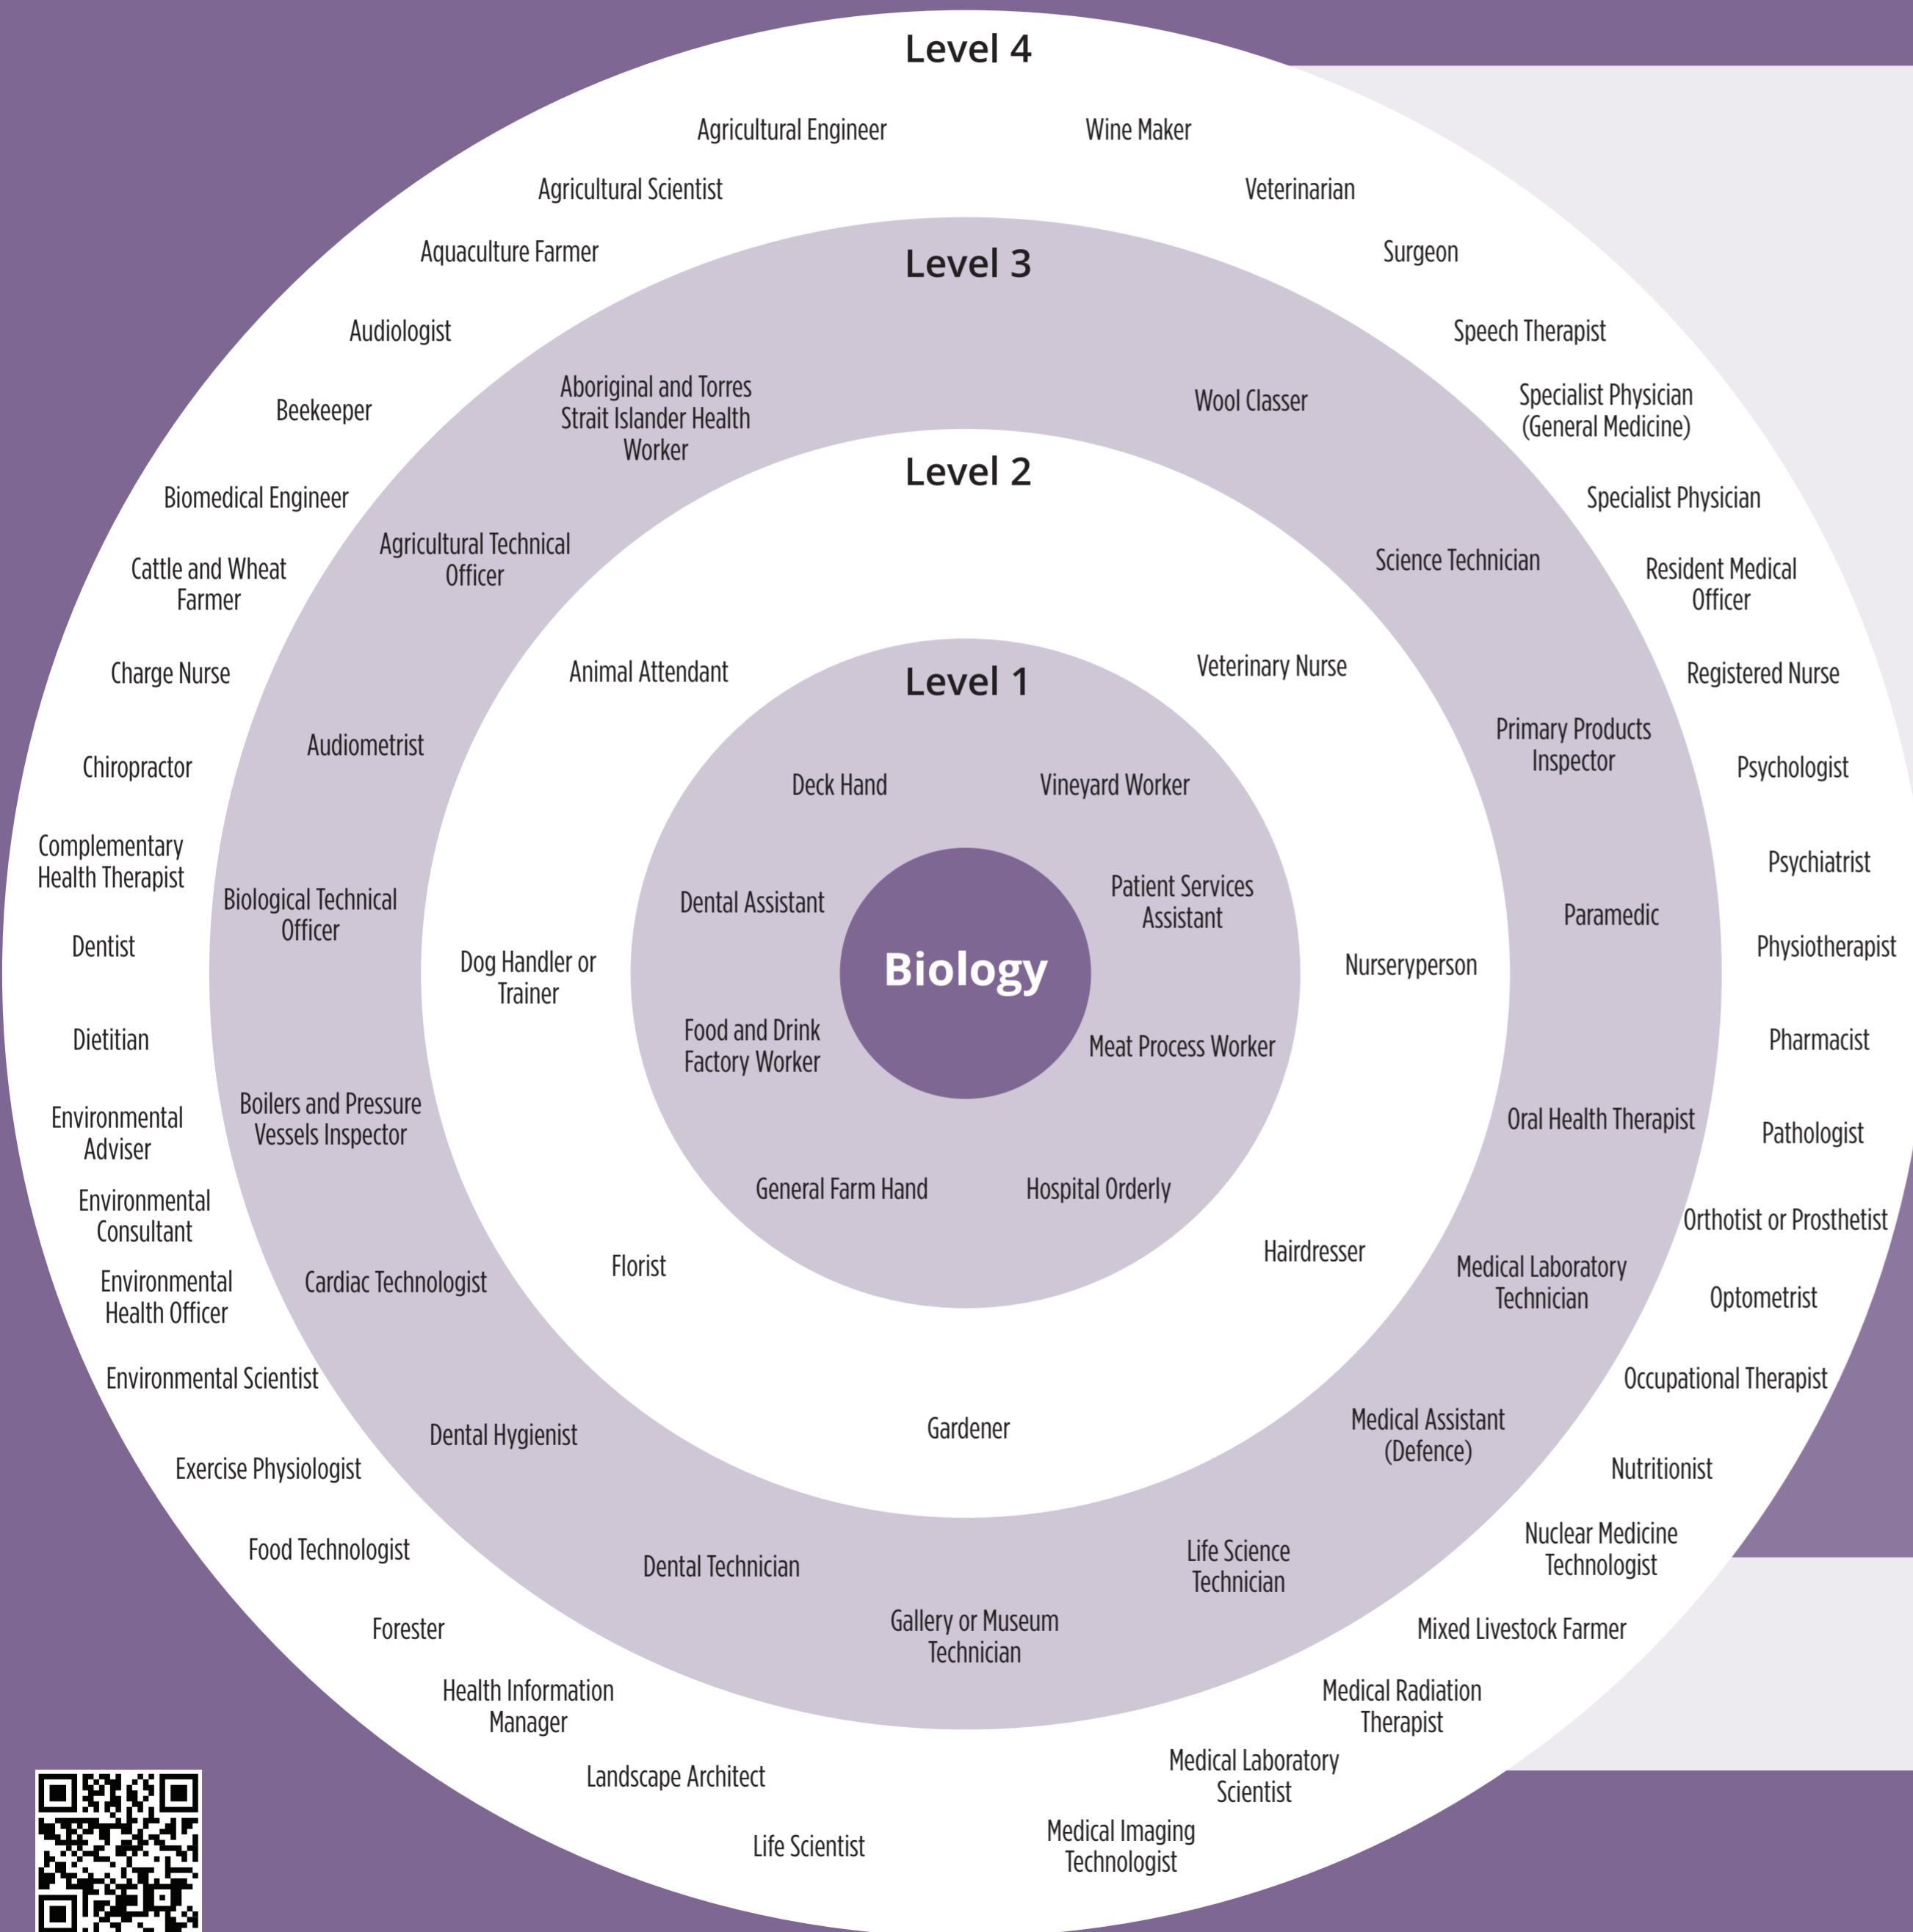 Level 4
Agricultural Engineer
Wine Maker
Agricultural Scientist
Veterinarian
Aquaculture Farmer
Surgeon
Audiologist
Speech Therapist
Beekeeper
Specialist Physician
(General Medicine)
Biomedical Engineer
Specialist Physician
Cattle and Wheat
Farmer
Resident Medical
Officer
Charge Nurse
Registered Nurse
Chiropractor
Psychologist
Complementary
Health Therapist
Psychiatrist
Dentist
Physiotherapist
Dietitian
Pharmacist
Environmental
Adviser
Pathologist
Environmental
Consultant
Orthotist or Prosthetist
Environmental
Health Officer
Optometrist
Environmental Scientist
Occupational Therapist
Exercise Physiologist
Nutritionist
Food Technologist
Nuclear Medicine
Technologist
Forester
Mixed Livestock Farmer
Health Information
Manager
Medical Radiation
Therapist
Landscape Architect
Medical Laboratory
Scientist
Life Scientist
Medical Imaging
Technologist
Level 3
Aboriginal and Torres
Strait Islander Health
Worker
Wool Classer
Agricultural Technical
Officer
Science Technician
Audiometrist
Primary Products
Inspector
Biological Technical
Officer
Paramedic
Boilers and Pressure
Vessels Inspector
Oral Health Therapist
Cardiac Technologist
Medical Laboratory
Technician
Dental Hygienist
Medical Assistant
(Defence)
Dental Technician
Life Science
Technician
Gallery or Museum
Technician
Level 2
Animal Attendant
Veterinary Nurse
Dog Handler or
Trainer
Nurseryperson
Florist
Hairdresser
Gardener
Level 1
Deck Hand
Vineyard Worker
Dental Assistant
Patient Services
Assistant
Food and Drink
Factory Worker
Meat Process Worker
General Farm Hand
Hospital Orderly
Biology